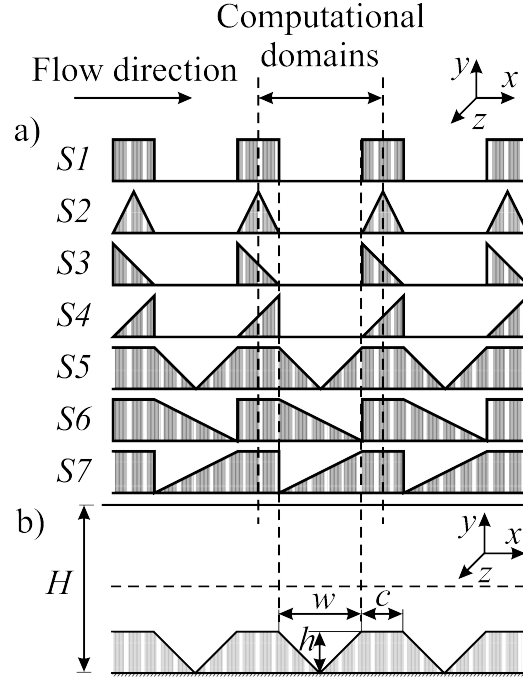 Computational
domains
Flow direction
y
x
z
a)
S1
S2
S3
S4
S5
S6
S7
b)
y
x
z
H
w
c
h